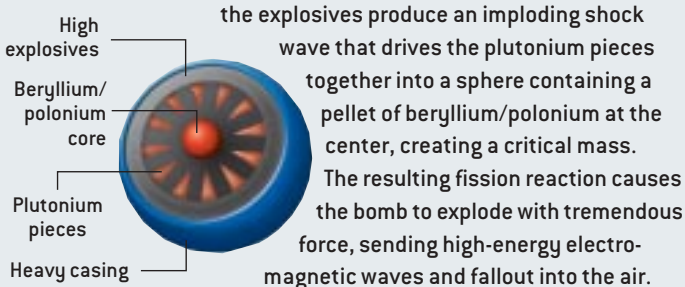 High
explosives
Beryllium/
polonium
core
Plutonium
pieces
Heavy casing
the explosives produce an imploding shock
wave that drives the plutonium pieces
together into a sphere containing a
pellet of beryllium/polonium at the
center, creating a critical mass.
The resulting fission reaction causes
the bomb to explode with tremendous
force, sending high-energy electro-
magnetic waves and fallout into the air.